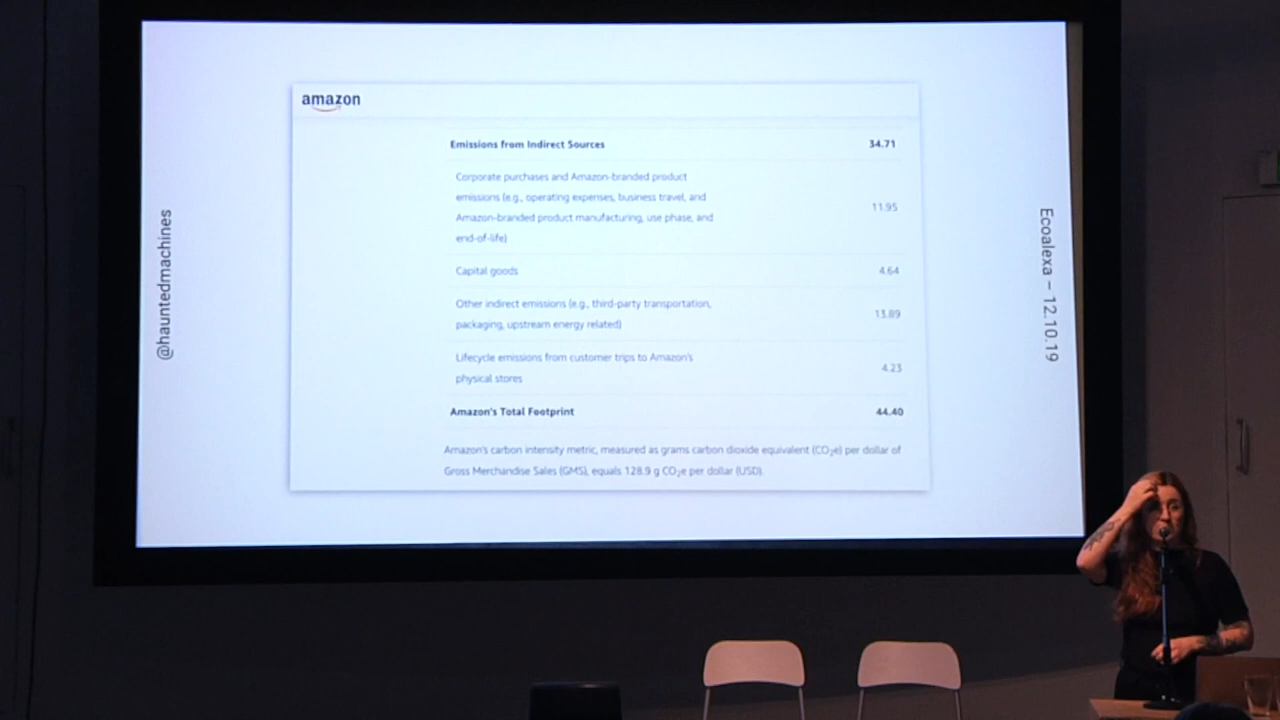 amazon
Emissions from Indirect Sources 34.71
Corporate purchases and Amazon-branded product
emissions (e.g., operating expenses, business travel, and
Amazon-branded product manufacturing, use phase, and
end-of-life) 11.95
Capital goods 4.64
Other indirect emissions (e.g., third-party transportation,
packaging, upstream energy related) 13.89
Lifecycle emissions from customer trips to Amazon's
physical stores 4.23
Amazon's Total Footprint 44.40
Amazon's carbon intensity metric, measured as grams carbon dioxide equivalent (CO₂e) per dollar of
Gross Merchandise Sales (GMS), equals 128.9 g CO₂e per dollar (USD).
@hauntedmachines
Ecoalexa – 12.10.19